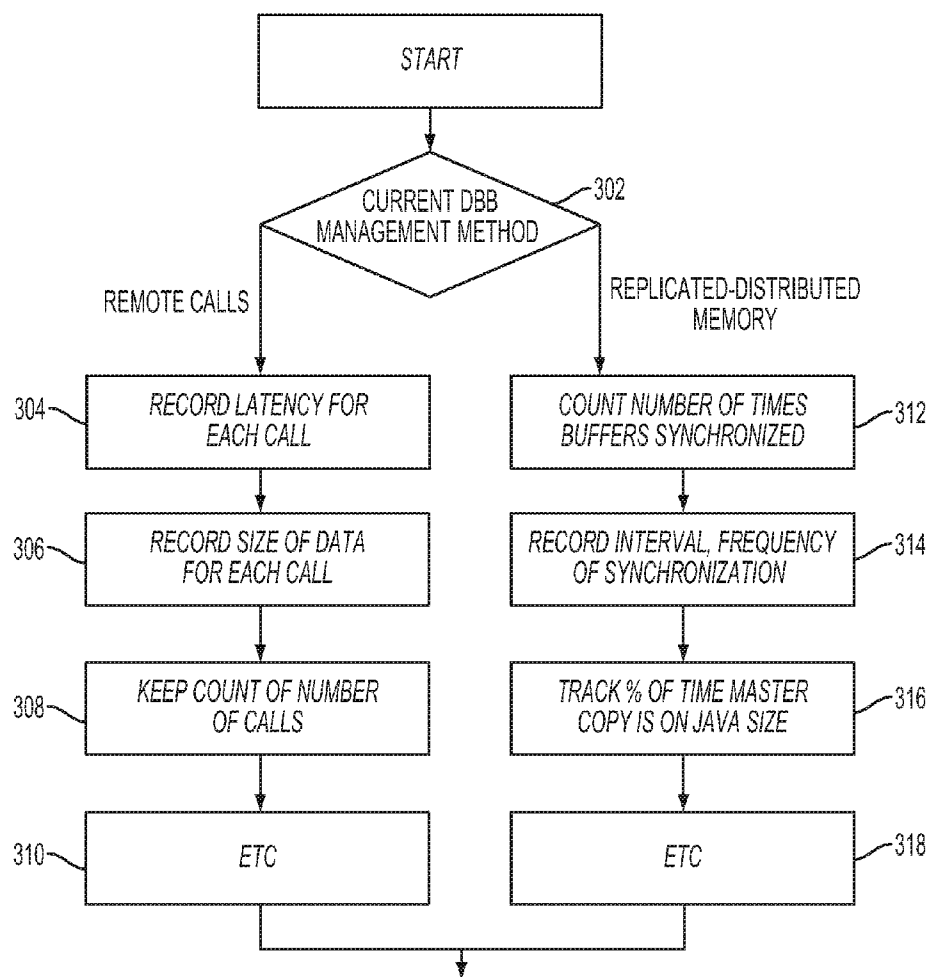 START
CURRENT DBB
MANAGEMENT METHOD
302
REMOTE CALLS
REPLICATED-DISTRIBUTED
MEMORY
304
RECORD LATENCY FOR
EACH CALL
306
RECORD SIZE OF DATA
FOR EACH CALL
308
KEEP COUNT OF NUMBER
OF CALLS
310
ETC
COUNT NUMBER OF TIMES
BUFFERS SYNCHRONIZED
312
RECORD INTERVAL, FREQUENCY
OF SYNCHRONIZATION
314
TRACK % OF TIME MASTER
COPY IS ON JAVA SIZE
316
ETC
318